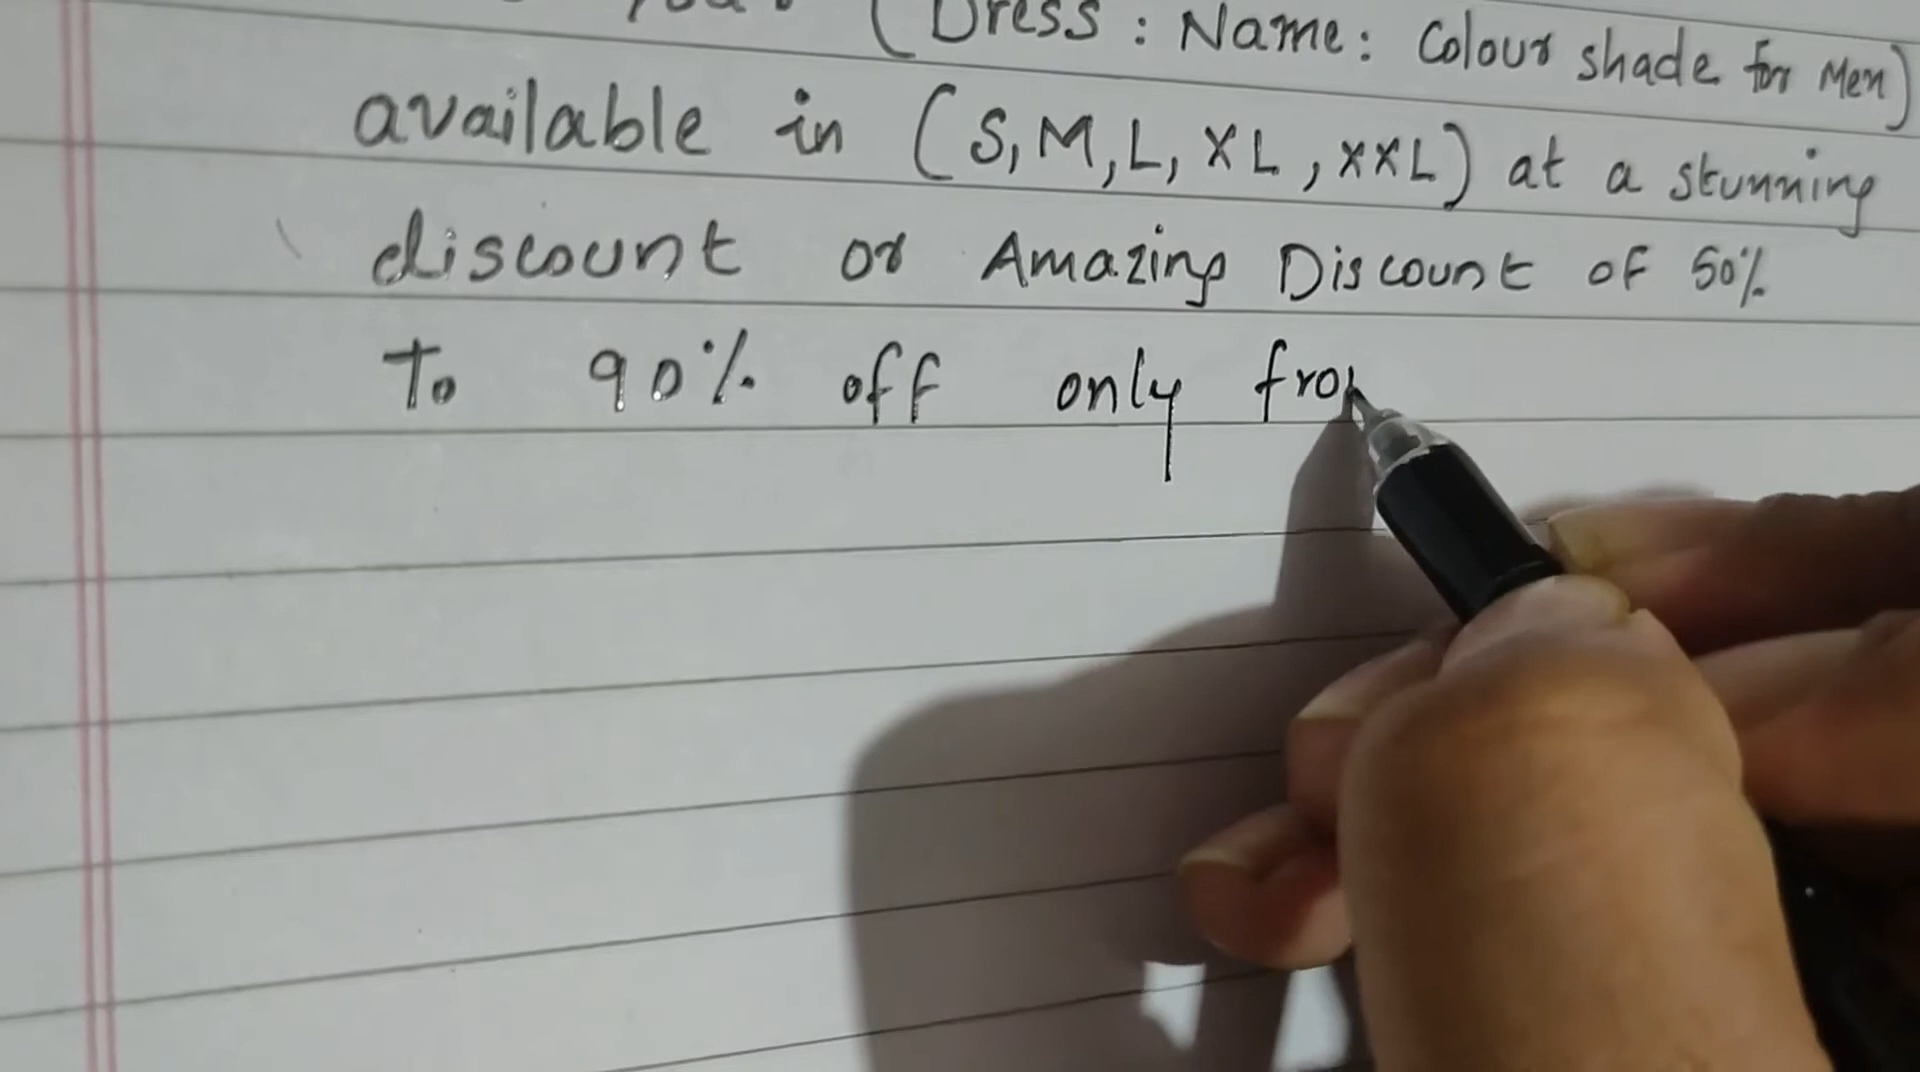 You. (Dress : Name: Colour shade for Men)
available in (S, M, L, XL, XXL) at a stunning
discount or Amazing Discount of 50%
To 90% off only fro